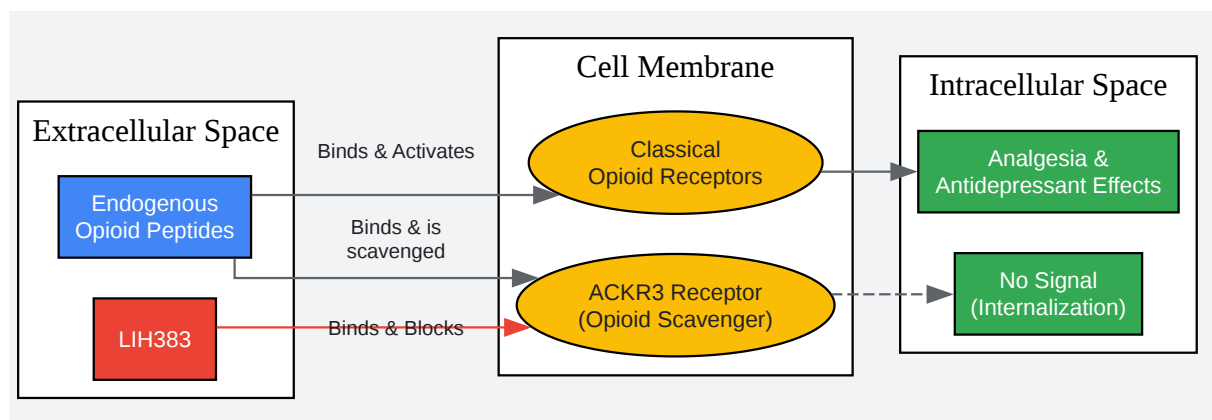 Extracellular Space
Endogenous
Opioid Peptides
LIH383
Binds & Activates
Binds & is
scavenged
Binds & Blocks
Cell Membrane
Classical
Opioid Receptors
ACKR3 Receptor
(Opioid Scavenger)
Intracellular Space
Analgesia &
Antidepressant Effects
No Signal
(Internalization)